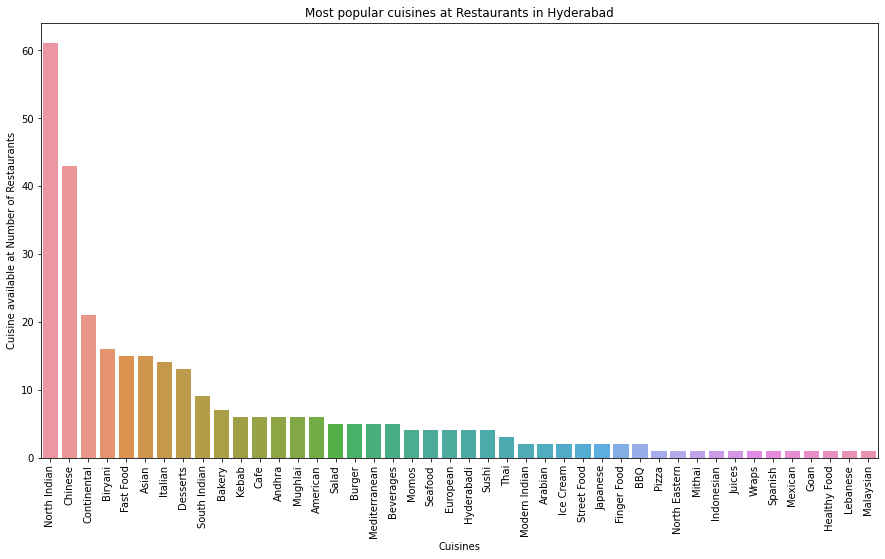 Most popular cuisines at Restaurants in Hyderabad
Cuisine available at Number of Restaurants
60
50
40
30
20
10
0
North Indian
Chinese
Continental
Biryani
Fast Food
Asian
Italian
Desserts
South Indian
Bakery
Kebab
Cafe
Andhra
Mughlai
American
Salad
Burger
Mediterranean
Beverages
Momos
Seafood
European
Hyderabadi
Sushi
Thai
Modern Indian
Arabian
Ice Cream
Street Food
Japanese
Finger Food
BBQ
Pizza
North Eastern
Mithai
Indonesian
Juices
Wraps
Spanish
Mexican
Goan
Healthy Food
Lebanese
Malaysian
Cuisines